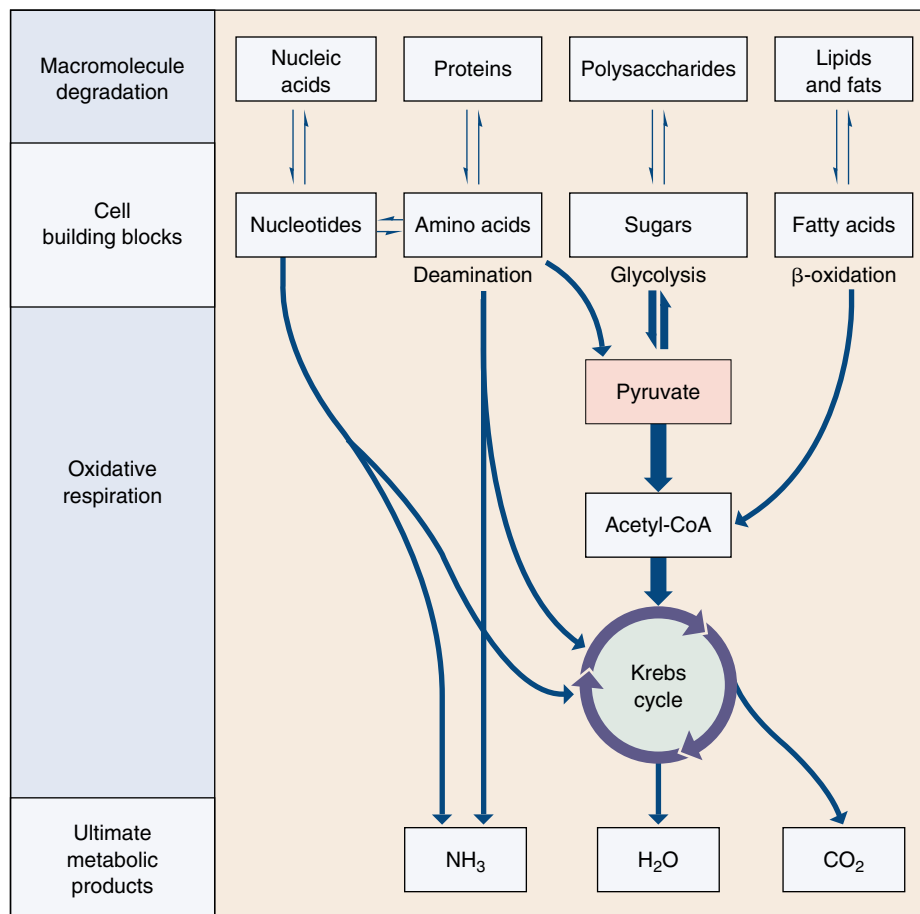 Macromolecule
degradation
Nucleic
acids
Proteins
Polysaccharides
Lipids
and fats
Cell
building blocks
Nucleotides
Amino acids
Sugars
Fatty acids
Deamination
Glycolysis
β-oxidation
Oxidative
respiration
Pyruvate
Acetyl-CoA
Krebs
cycle
Ultimate
metabolic
products
NH₃
H₂O
CO₂